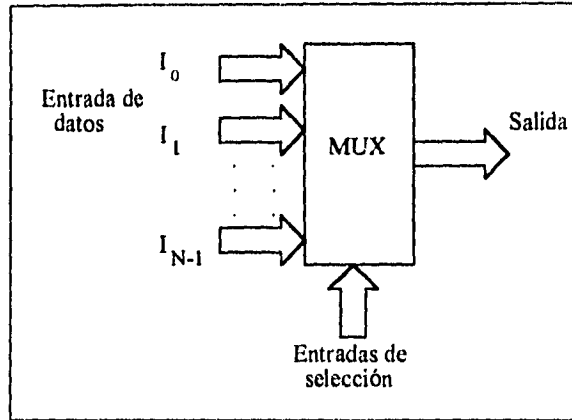 I0
Entrada de
datos
I1
MUX
Salida
IN-1
Entradas de
selección